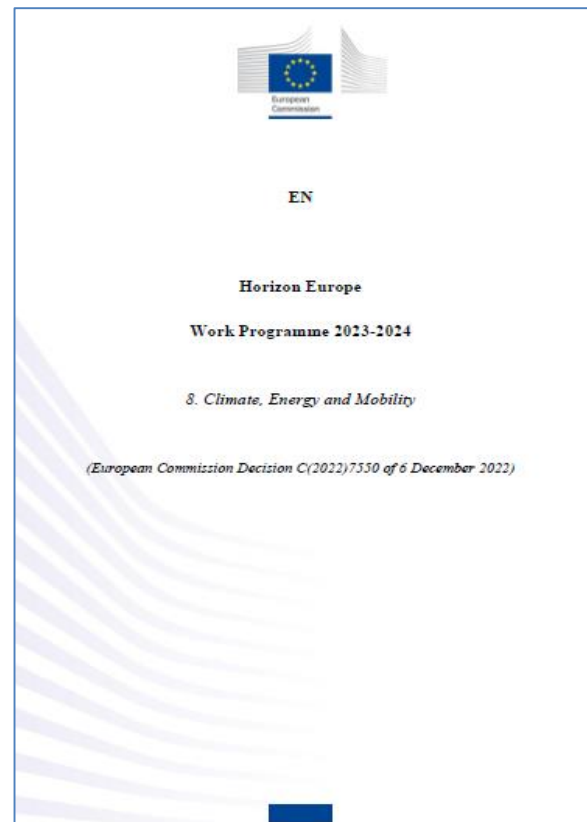 European
Commission
EN
Horizon Europe
Work Programme 2023-2024
8. Climate, Energy and Mobility
(European Commission Decision C(2022)7550 of 6 December 2022)